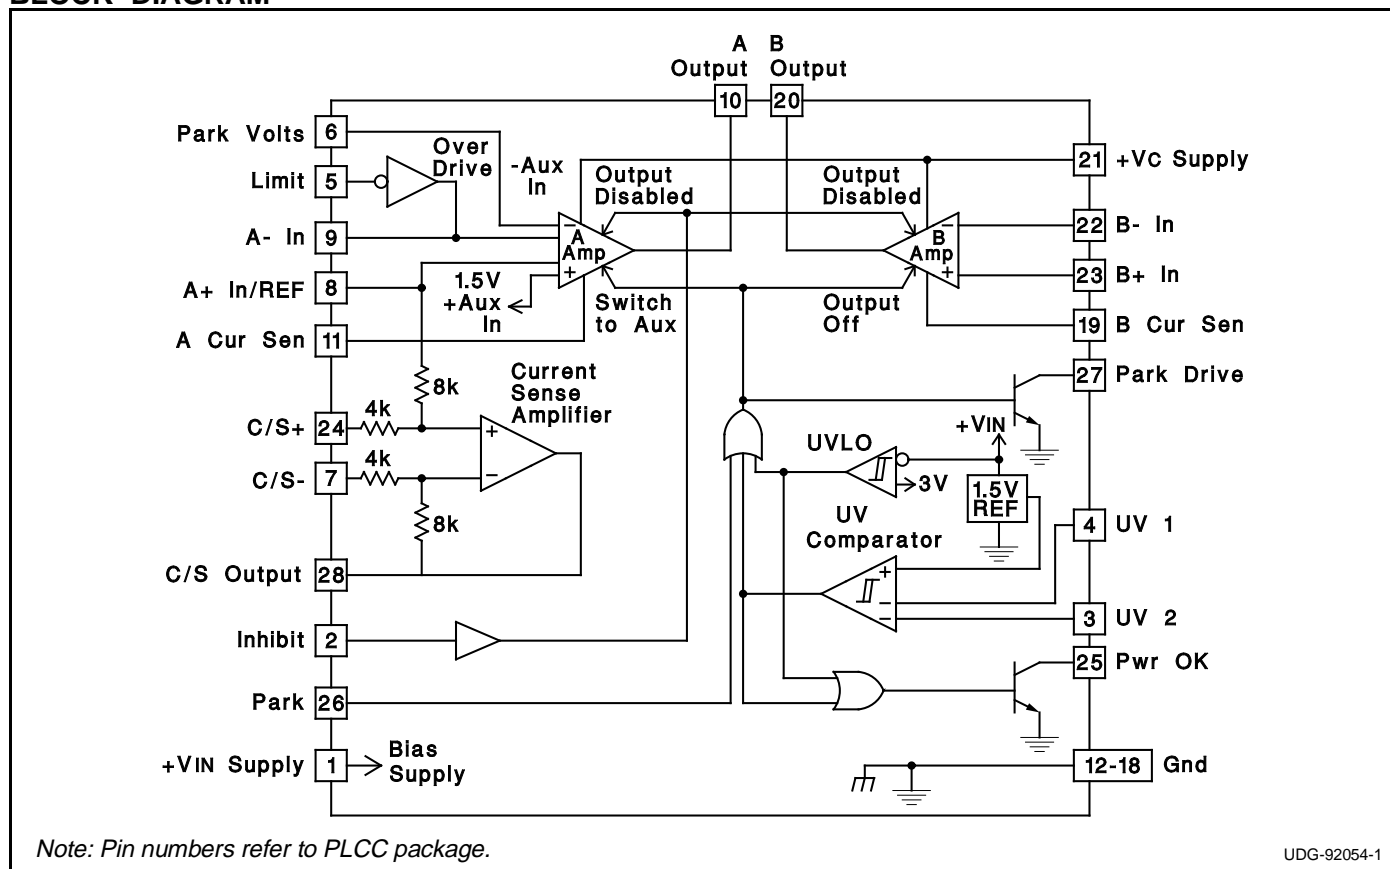 BLOCK DIAGRAM
A B
Output Output
10 20
Park Volts 6
Limit 5
Over
Drive
-Aux
In
Output
Disabled
Output
Disabled
21 +VC Supply
A- In 9
A
Amp
B
Amp
22 B- In
A+ In/REF 8
1.5V
+Aux
In
Switch
to Aux
Output
Off
23 B+ In
A Cur Sen 11
19 B Cur Sen
8k
Current
Sense
Amplifier
27 Park Drive
C/S+ 24
4k
+
C/S- 7
4k
−
8k
+VIN
UVLO
3V
1.5V
REF
4 UV 1
UV
Comparator
+
−
−
C/S Output 28
3 UV 2
Inhibit 2
25 Pwr OK
Park 26
+VIN Supply 1
Bias
Supply
12-18 Gnd
Note: Pin numbers refer to PLCC package.
UDG-92054-1